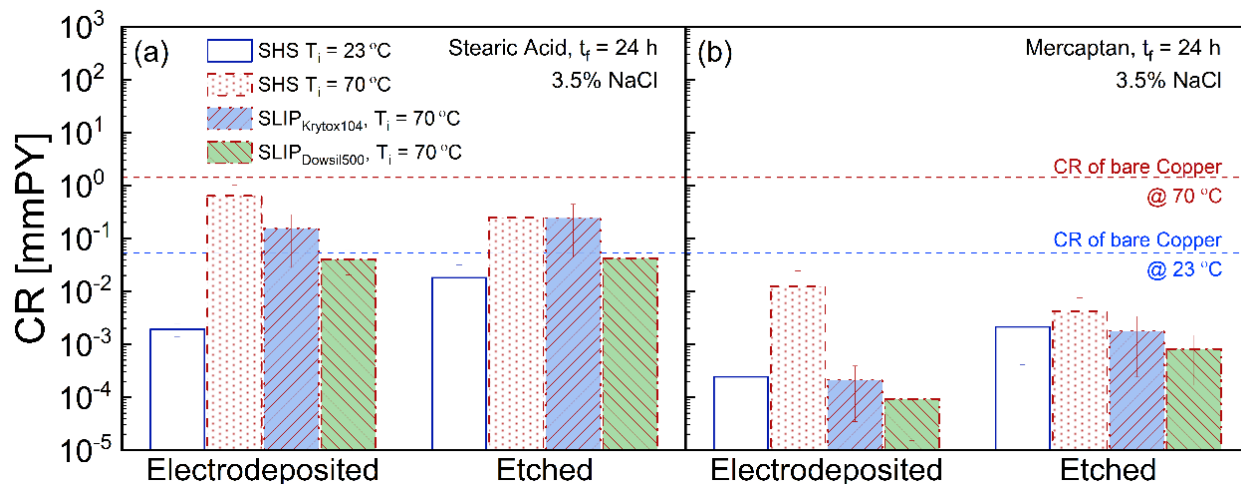 (a)
SHS Tᵢ = 23 °C
SHS Tᵢ = 70 °C
SLIP_Krytox104, Tᵢ = 70 °C
SLIP_Dowsil500, Tᵢ = 70 °C
Stearic Acid, t_f = 24 h
3.5% NaCl
(b)
Mercaptan, t_f = 24 h
3.5% NaCl
CR of bare Copper
@ 70 °C
CR of bare Copper
@ 23 °C
CR [mmPY]
10³
10²
10¹
10⁰
10⁻¹
10⁻²
10⁻³
10⁻⁴
10⁻⁵
Electrodeposited
Etched
Electrodeposited
Etched